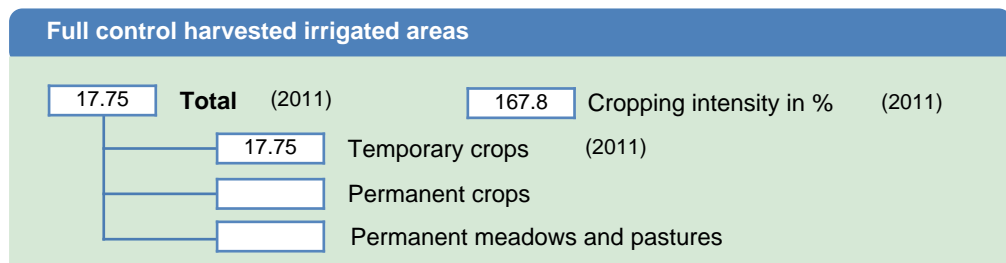 Full control harvested irrigated areas
17.75 Total (2011) 167.8 Cropping intensity in % (2011)
17.75 Temporary crops (2011)
Permanent crops
Permanent meadows and pastures